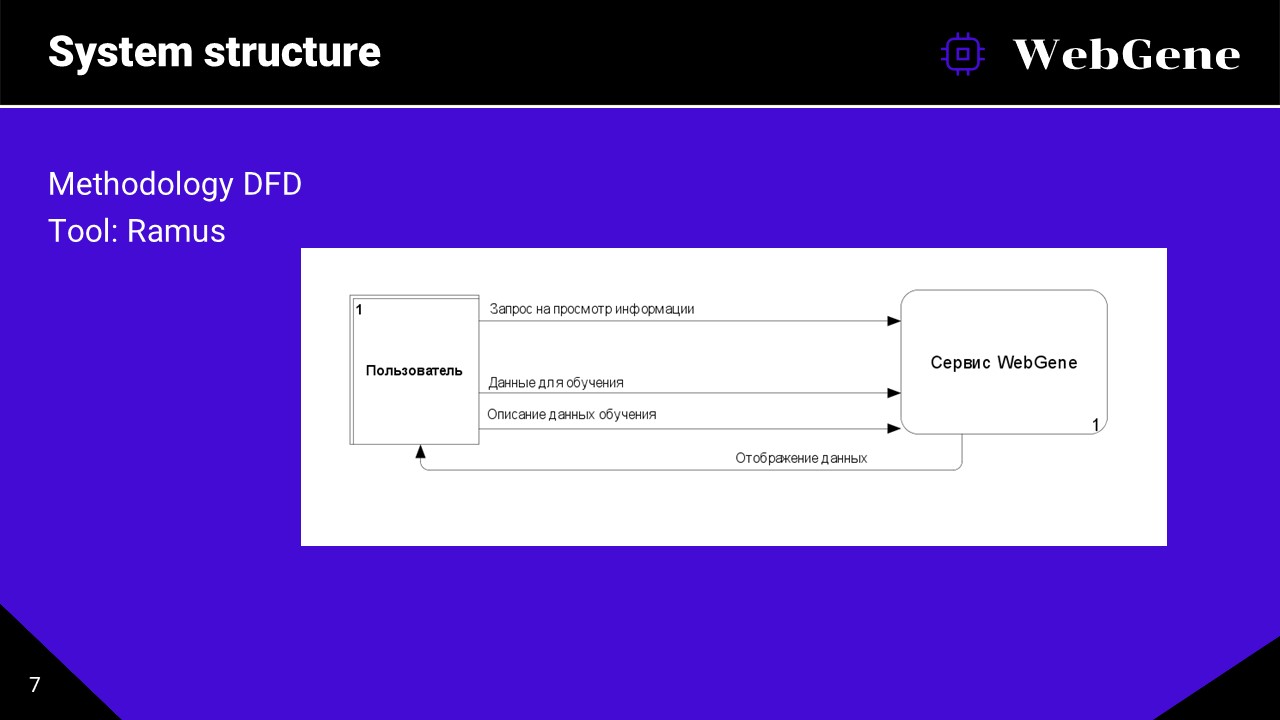 System structure
WebGene
Methodology DFD
Tool: Ramus
1
Запрос на просмотр информации
Пользователь
Сервис WebGene
Данные для обучения
Описание данных обучения
1
Отображение данных
7